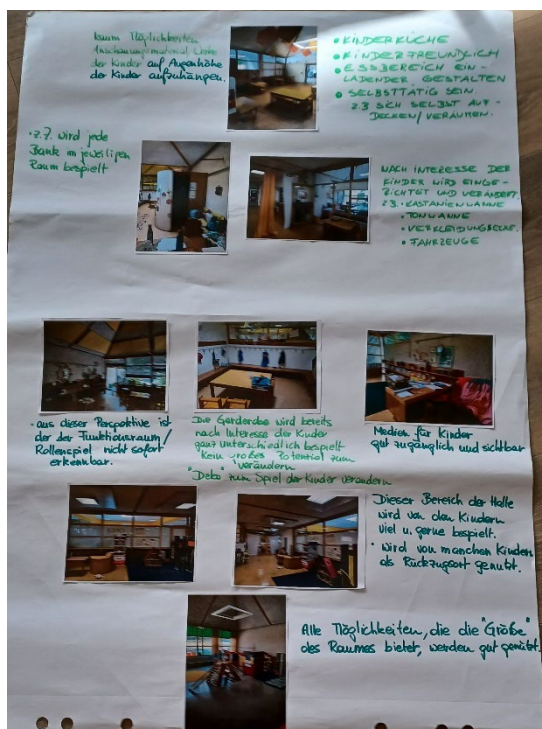 kaum Möglichkeiten
Anschauungsmaterial, Werke
der Kinder auf Augenhöhe
der Kinder aufzuhängen.
• KINDERKÜCHE
• KINDERFREUNDLICH
• ESSBEREICH EIN-
LADENDER GESTALTEN
• SELBSTTÄTIG SEIN.
Z.B SICH SELBST AUF-
DECKEN/VERÄUMEN.
• z.Z. wird jede
Bank im jeweiligen
Raum bespielt
NACH INTERESSE DER
KINDER WIRD EINGE-
RICHTET UND VERÄNDERT.
Z.B. • KASTANIENWANNE
• TONWANNE
• VERKLEIDUNGSECKE.
• FAHRZEUGE
• aus dieser Perspektive ist
der der Funktionsraum/
Rollenspiel nicht sofort
erkennbar.
Die Garderobe wird bereits
nach Interesse der Kinder
ganz unterschiedlich bespielt
Kein großes Potential zum
verändern
"Deko" zum Spiel der Kinder verändern
Medien für Kinder
gut zugänglich und sichtbar
Dieser Bereich der Halle
wird von den Kindern
viel u. gerne bespielt.
• wird von manchen Kindern
als Rückzugsort genutzt.
Alle Möglichkeiten, die die "Größe"
des Raumes bietet, werden gut genutzt.